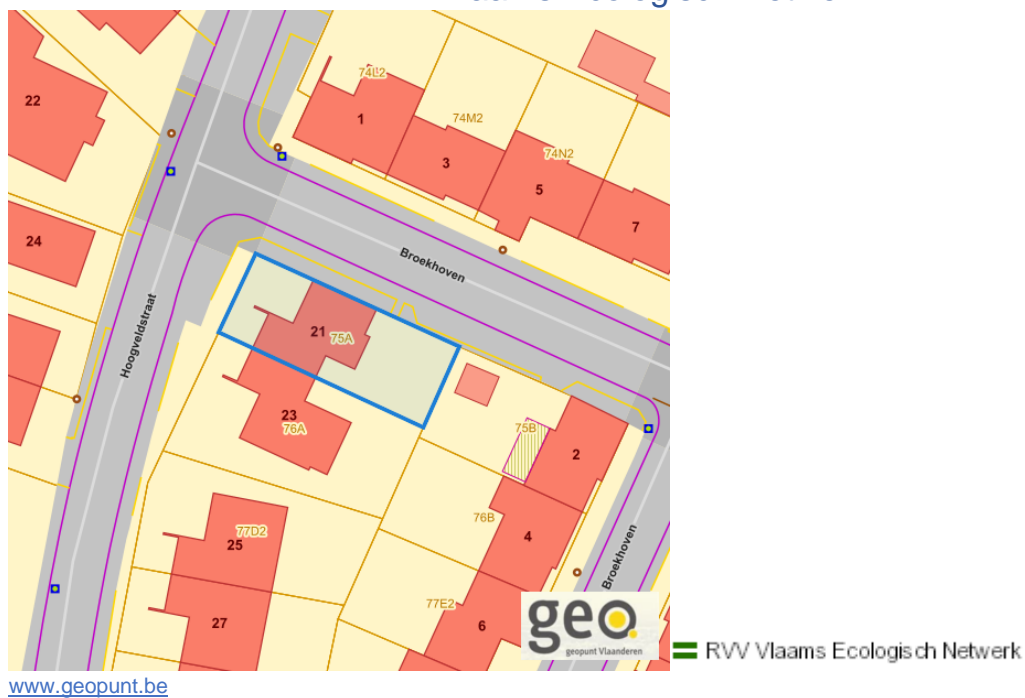 22
74L2
1
74M2
3
74N2
5
7
24
Broekhoven
Hoogveldstraat
21
75A
23
76A
75B
2
76B
4
77D2
25
Broekhoven
77E2
27
6
geo.
geopunt Vlaanderen
RVV Vlaams Ecologisch Netwerk
www.geopunt.be